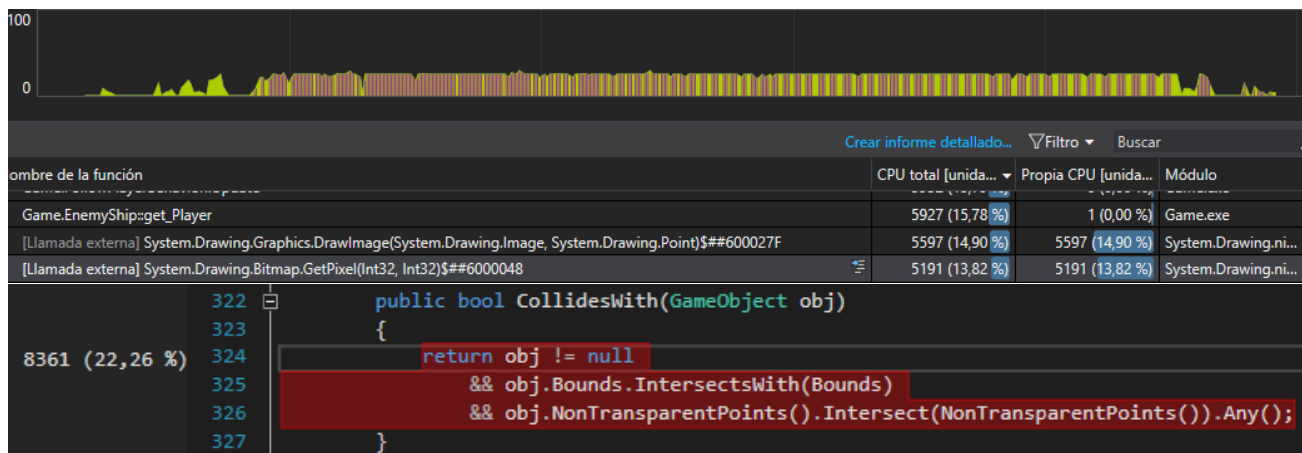 100
0
Crear informe detallado... Filtro Buscar
ombre de la función CPU total [unida... Propia CPU [unida... Módulo
Game.EnemyShip::get_Player 5927 (15,78 %) 1 (0,00 %) Game.exe
[Llamada externa] System.Drawing.Graphics.DrawImage(System.Drawing.Image, System.Drawing.Point)$##600027F 5597 (14,90 %) 5597 (14,90 %) System.Drawing.ni...
[Llamada externa] System.Drawing.Bitmap.GetPixel(Int32, Int32)$##6000048 5191 (13,82 %) 5191 (13,82 %) System.Drawing.ni...
322 public bool CollidesWith(GameObject obj)
323 {
8361 (22,26 %) 324 return obj != null
325 && obj.Bounds.IntersectsWith(Bounds)
326 && obj.NonTransparentPoints().Intersect(NonTransparentPoints()).Any();
327 }